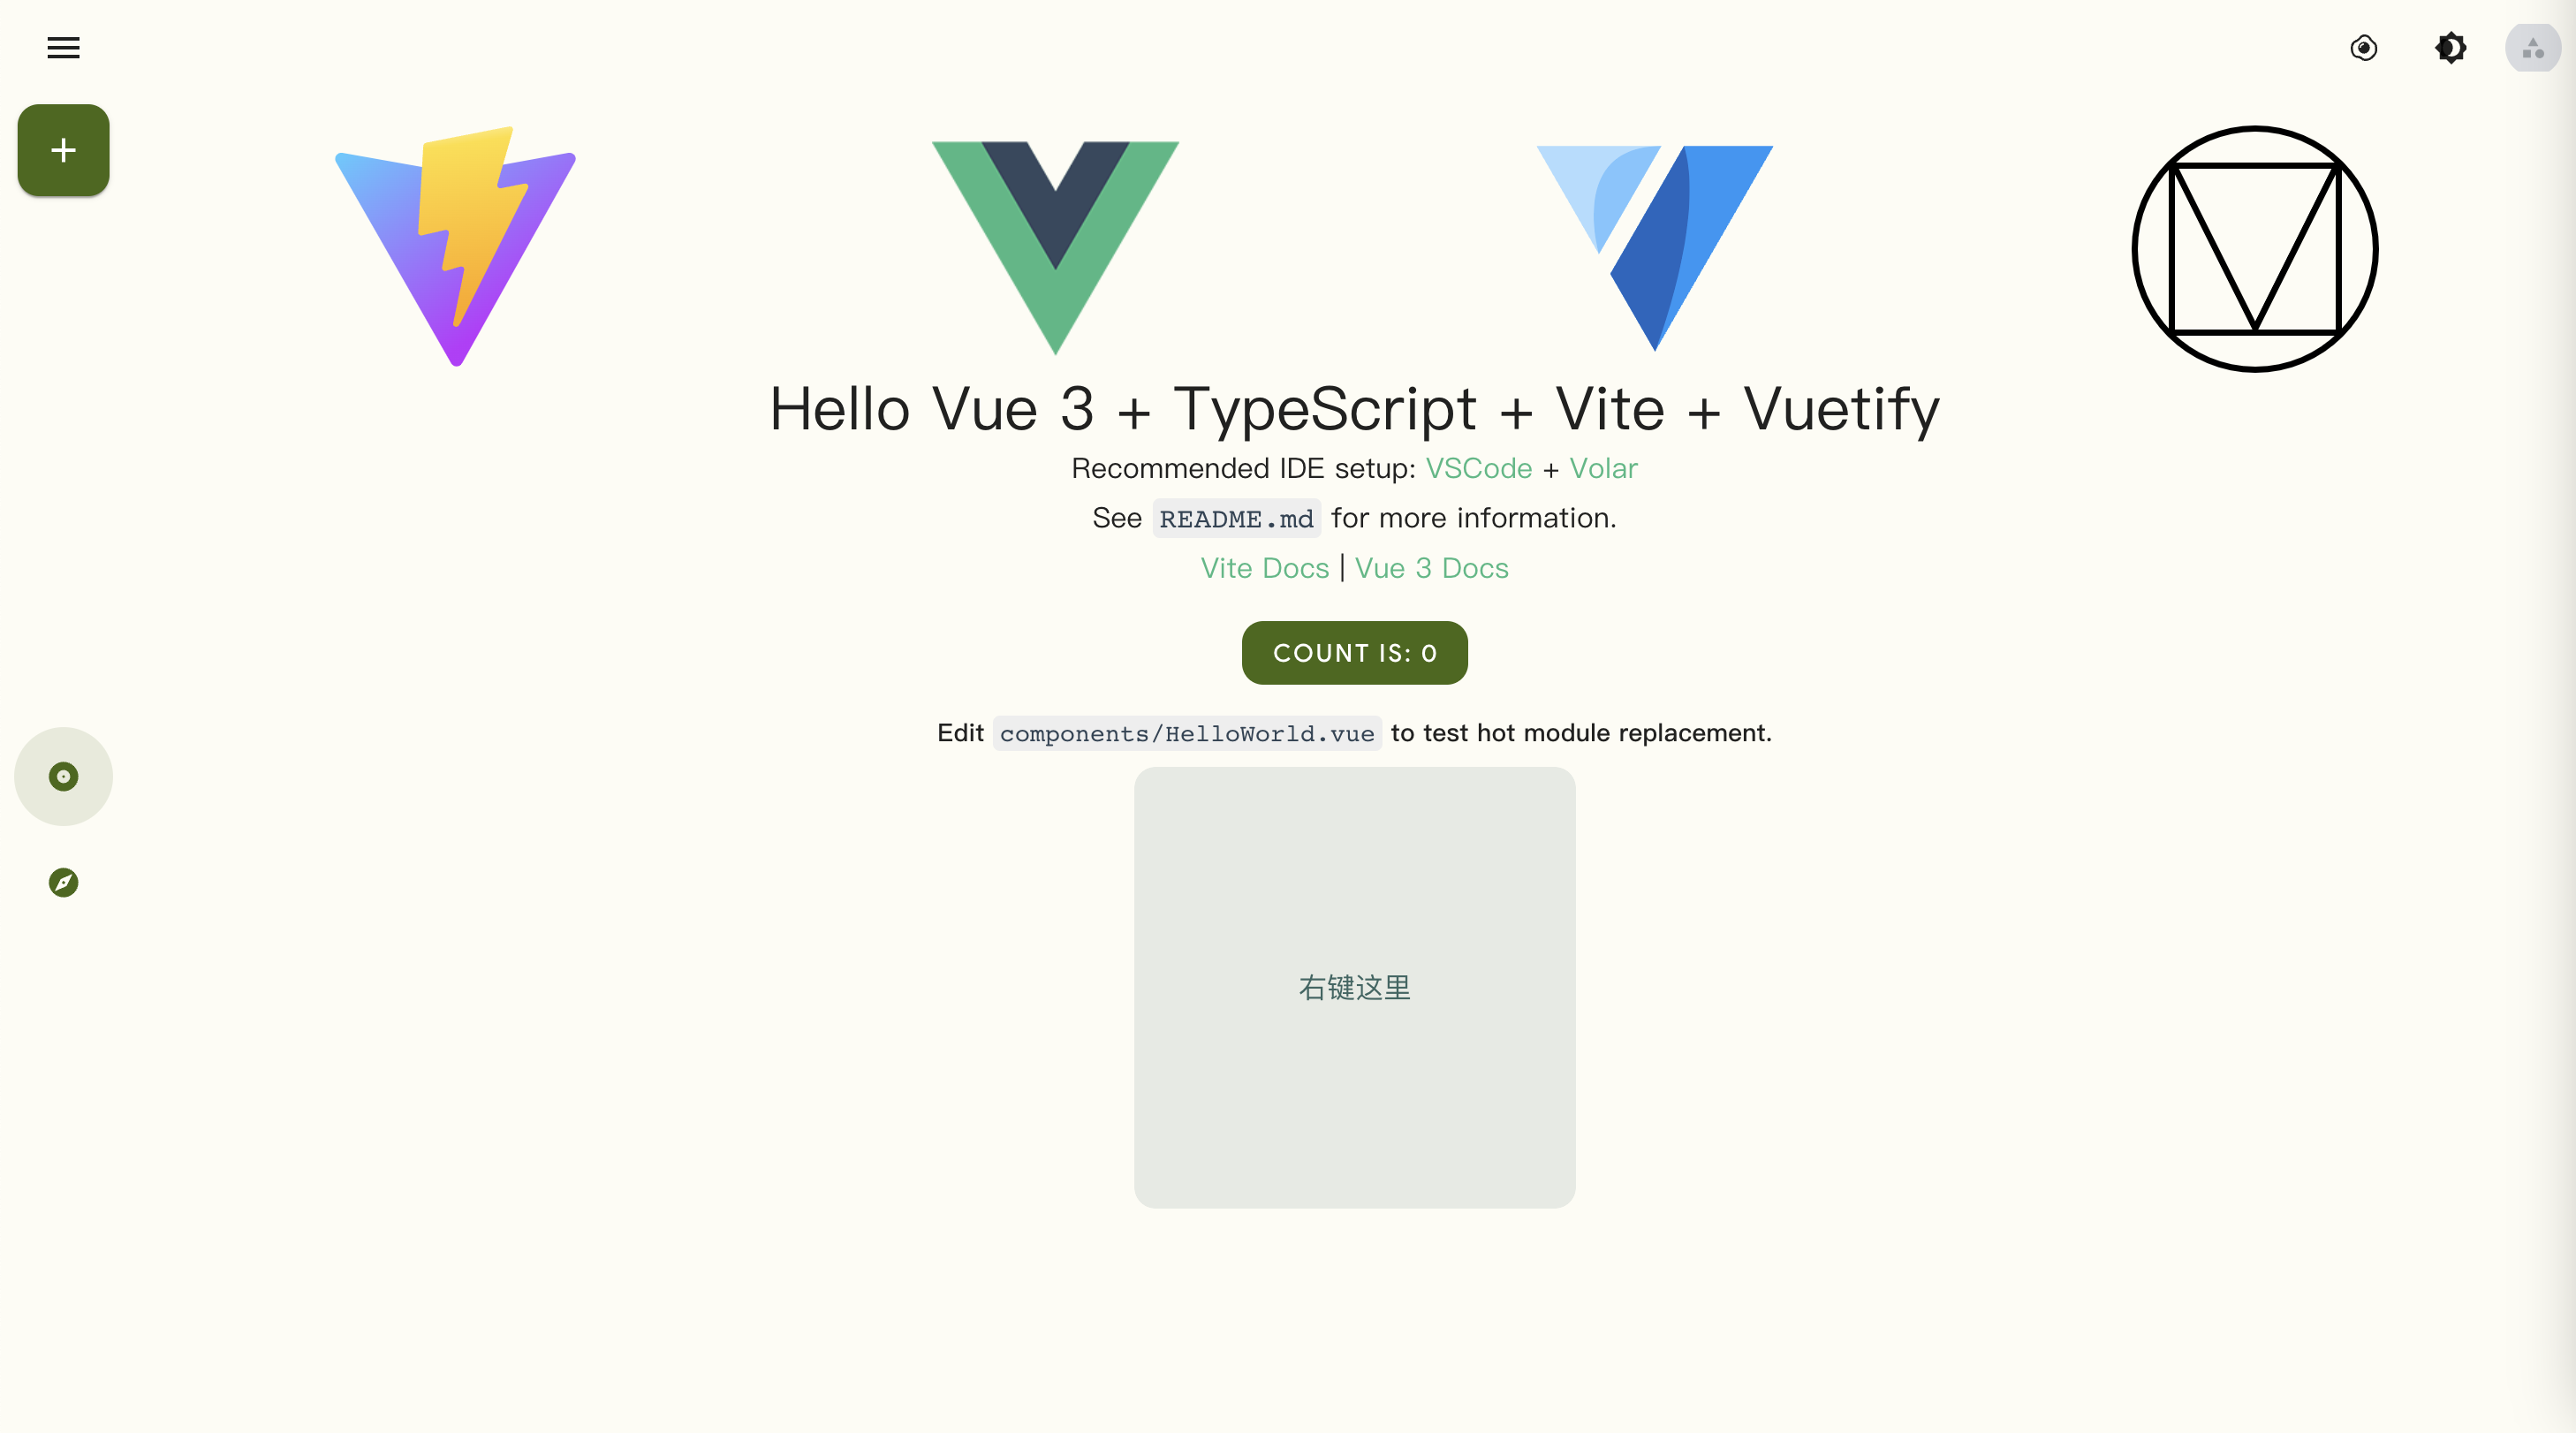 Hello Vue 3 + TypeScript + Vite + Vuetify
Recommended IDE setup: VSCode + Volar
See README.md for more information.
Vite Docs | Vue 3 Docs
COUNT IS: 0
Edit components/HelloWorld.vue to test hot module replacement.
右键这里